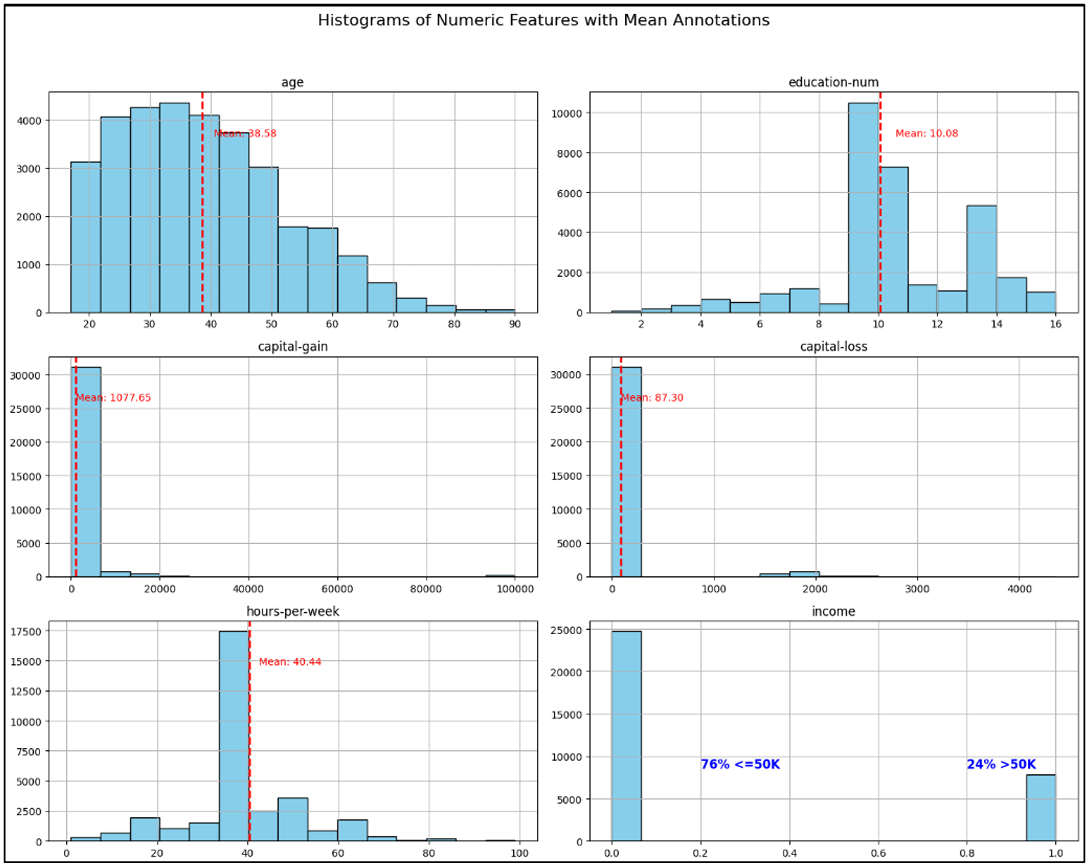 Histograms of Numeric Features with Mean Annotations
age
4000
3000
2000
1000
0
Mean: 38.58
20 30 40 50 60 70 80 90
education-num
10000
8000
6000
4000
2000
0
Mean: 10.08
2 4 6 8 10 12 14 16
capital-gain
30000
25000
20000
15000
10000
5000
0
Mean: 1077.65
0 20000 40000 60000 80000 100000
capital-loss
30000
25000
20000
15000
10000
5000
0
Mean: 87.30
0 1000 2000 3000 4000
hours-per-week
17500
15000
12500
10000
7500
5000
2500
0
Mean: 40.44
0 20 40 60 80 100
income
25000
20000
15000
10000
5000
0
76% <=50K 24% >50K
0.0 0.2 0.4 0.6 0.8 1.0